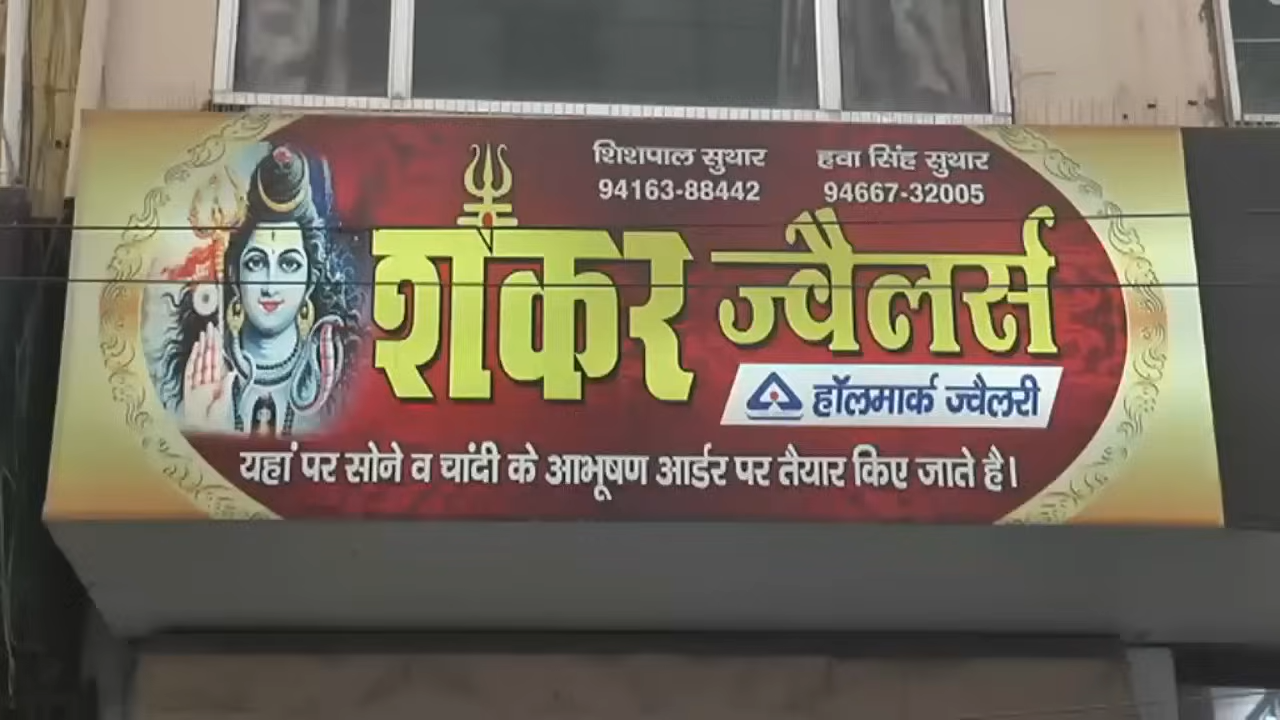 शिशपाल सुथार हवा सिंह सुथार
94163-88442 94667-32005
शंकर ज्वैलर्स
हॉलमार्क ज्वैलरी
यहां पर सोने व चांदी के आभूषण आर्डर पर तैयार किए जाते है।